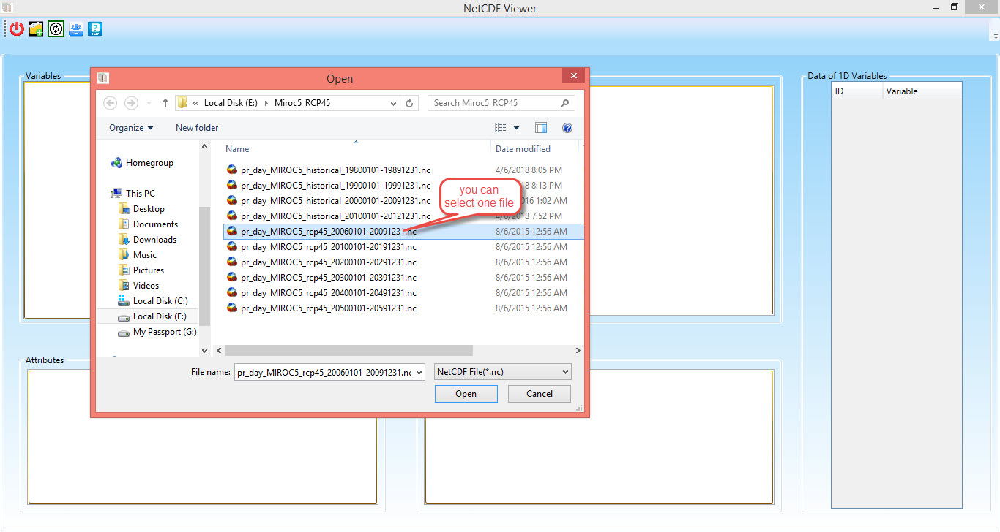 NetCDF Viewer
HELP
Variables
Data of 1D Variables
ID Variable
Open
« Local Disk (E:) Miroc5_RCP45
Search Miroc5_RCP45
Organize New folder
Homegroup
This PC
Desktop
Documents
Downloads
Music
Pictures
Videos
Local Disk (C:)
Local Disk (E:)
My Passport (G:)
Name Date modified
pr_day_MIROC5_historical_19800101-19891231.nc 4/6/2018 8:05 PM
pr_day_MIROC5_historical_19900101-19991231.nc 8:13 PM
pr_day_MIROC5_historical_20000101-20091231.nc 1:02 AM
pr_day_MIROC5_historical_20100101-20121231.nc 4/6/2018 7:52 PM
pr_day_MIROC5_rcp45_20060101-20091231.nc 8/6/2015 12:56 AM
pr_day_MIROC5_rcp45_20100101-20191231.nc 8/6/2015 12:56 AM
pr_day_MIROC5_rcp45_20200101-20291231.nc 8/6/2015 12:56 AM
pr_day_MIROC5_rcp45_20300101-20391231.nc 8/6/2015 12:56 AM
pr_day_MIROC5_rcp45_20400101-20491231.nc 8/6/2015 12:56 AM
pr_day_MIROC5_rcp45_20500101-20591231.nc 8/6/2015 12:56 AM
you can
select one file
File name: pr_day_MIROC5_rcp45_20060101-20091231.nc
NetCDF File(*.nc)
Open Cancel
Attributes